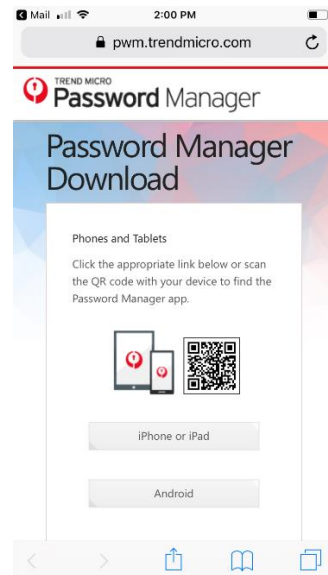 Mail 2:00 PM
pwm.trendmicro.com
TREND MICRO
Password Manager
Password Manager
Download
Phones and Tablets
Click the appropriate link below or scan
the QR code with your device to find the
Password Manager app.
iPhone or iPad
Android